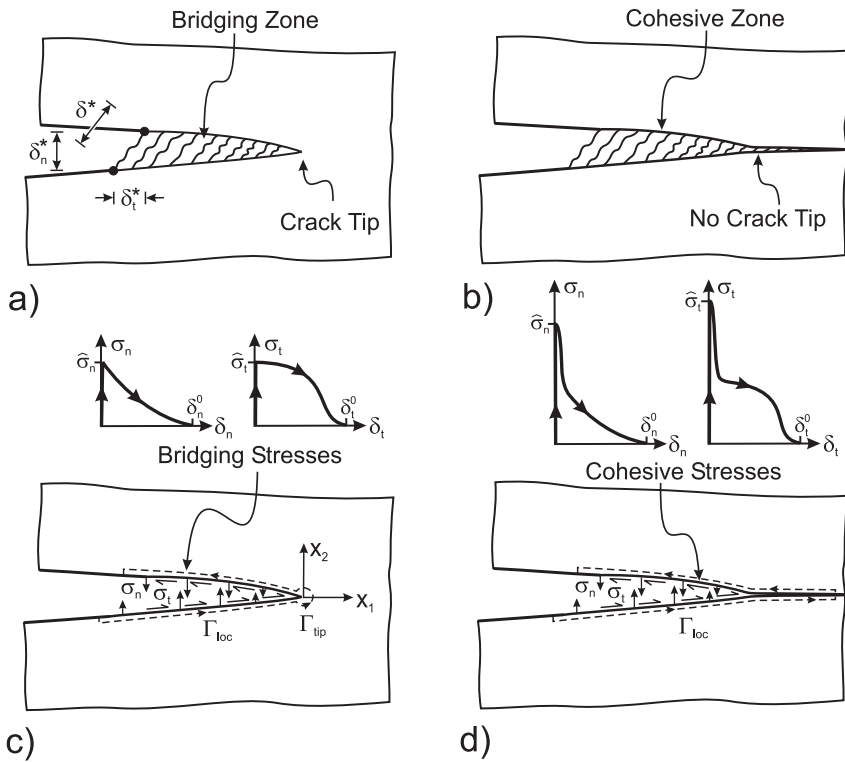 Bridging Zone
δ*
δn*
δt*
Crack Tip
a)
Cohesive Zone
No Crack Tip
b)
σ̂n
σn
δn⁰
δn
σ̂t
σt
δt⁰
δt
Bridging Stresses
σn
σt
x₂
x₁
Γloc
Γtip
c)
σ̂n
σn
δn⁰
δn
σ̂t
σt
δt⁰
δt
Cohesive Stresses
σn
σt
Γloc
d)